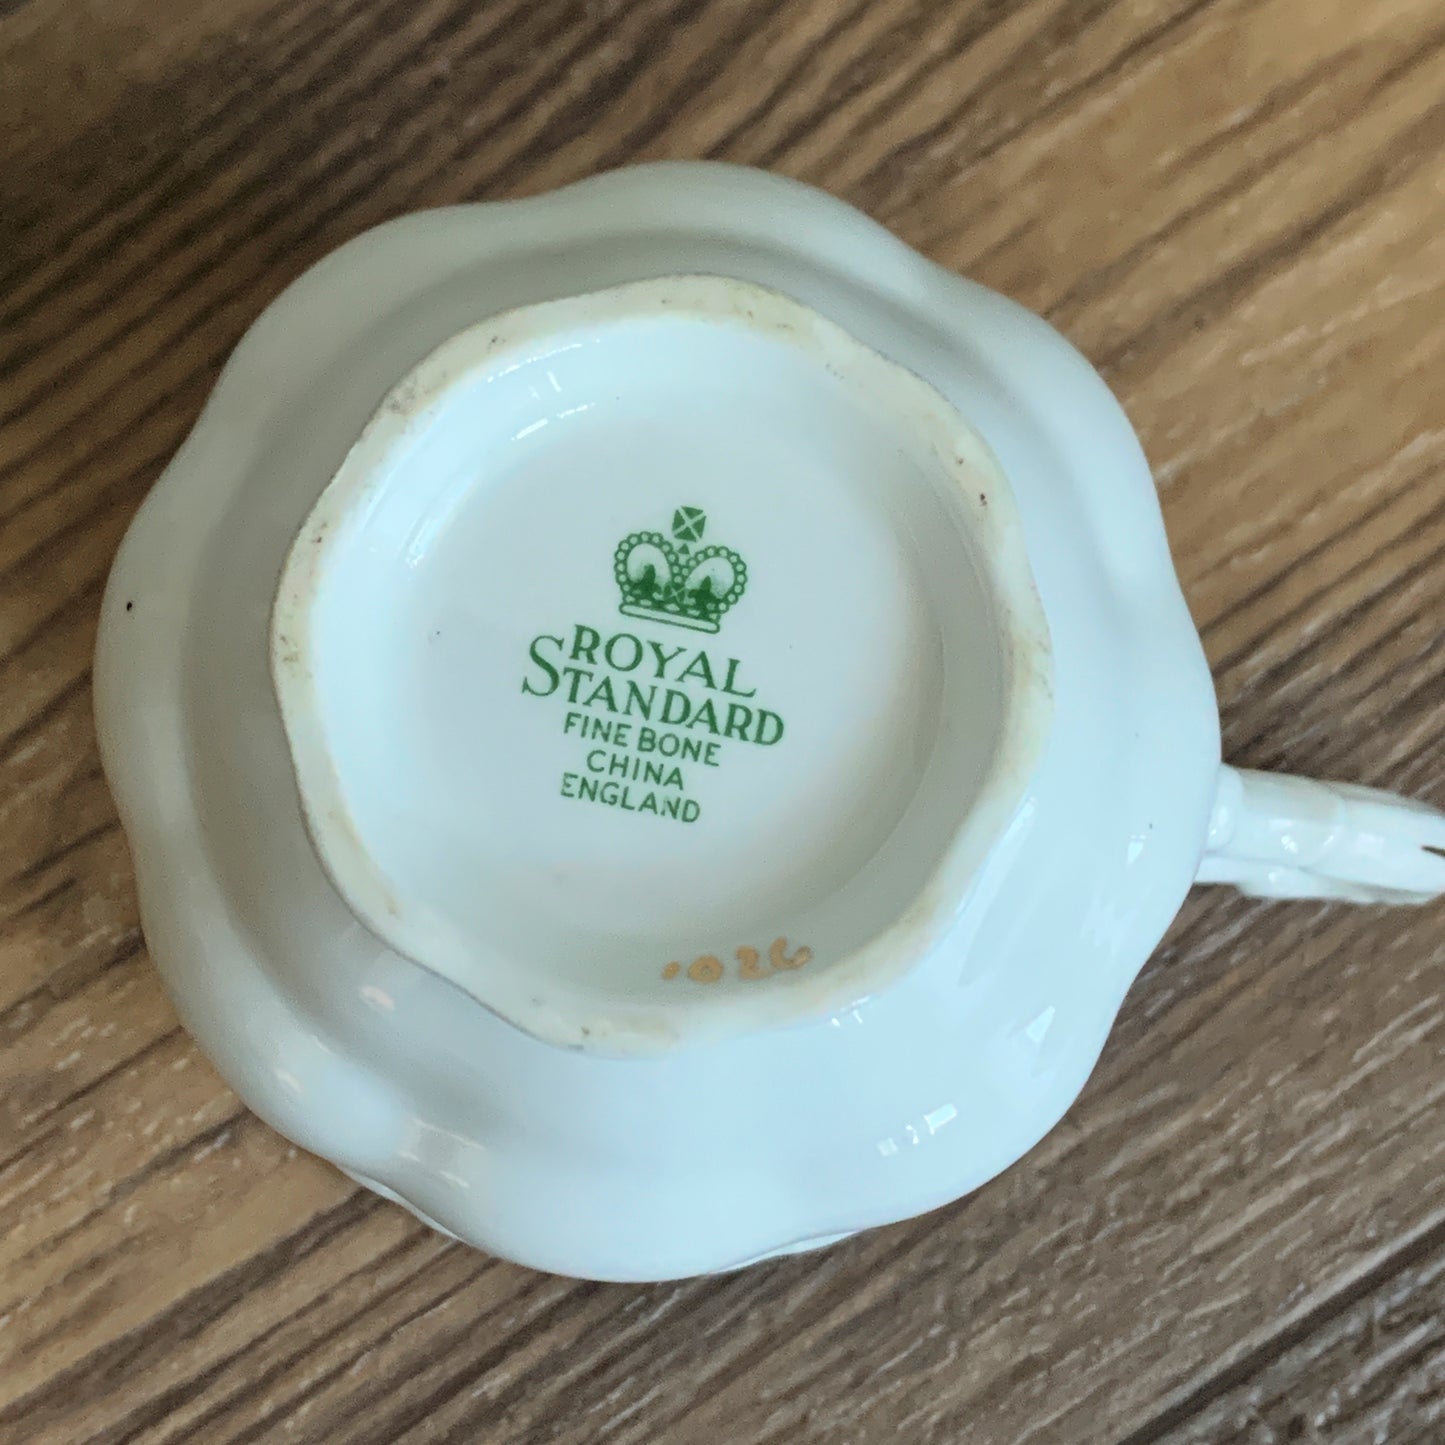 ROYAL
STANDARD
FINE BONE
CHINA
ENGLAND